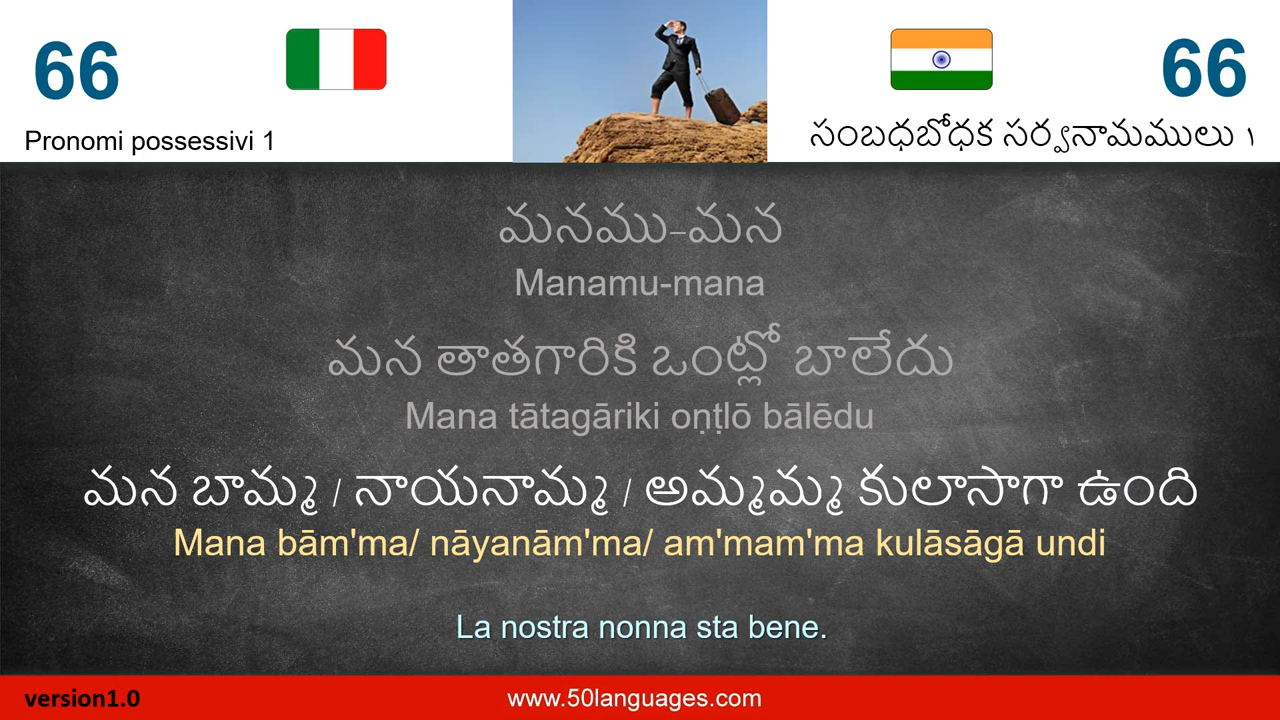 66
66
Pronomi possessivi 1
సంబధబోధక సర్వనామములు ౧
మనము-మన
Manamu-mana
మన తాతగారికి ఒంట్లో బాలేదు
Mana tātagāriki oṇṭlō bālēdu
మన బామ్మ / నాయనామ్మ / అమ్మమ్మ కులాసాగా ఉంది
Mana bām'ma/ nāyanām'ma/ am'mam'ma kulāsāgā undi
La nostra nonna sta bene.
version1.0
www.50languages.com